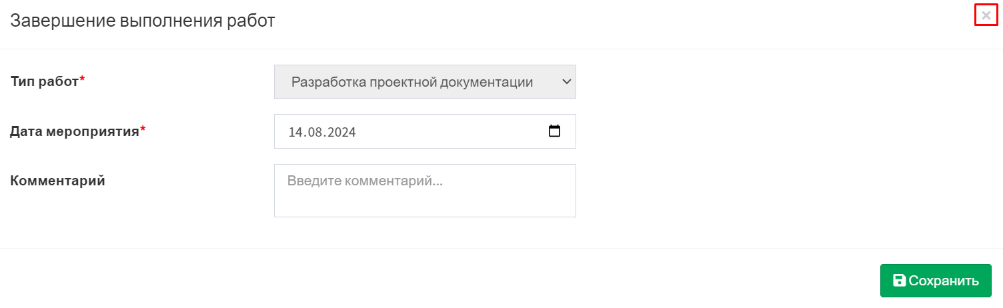 Завершение выполнения работ
×
Тип работ*
Разработка проектной документации
Дата мероприятия*
14.08.2024
Комментарий
Введите комментарий...
Сохранить